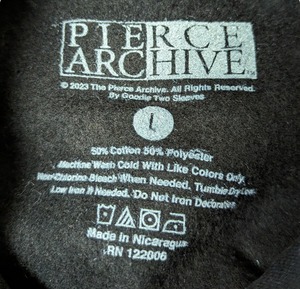 PIERCE
ARCHIVE.
© 2023 The Pierce Archive. All Rights Reserved.
By Goodie Two Sleeves
L
50% Cotton 50% Polyester
Machine Wash Cold With Like Colors Only
Non-Chlorine Bleach When Needed. Tumble Dry Low
Low Iron If Needed. Do Not Iron Decoration
Made in Nicaragua
RN 122006